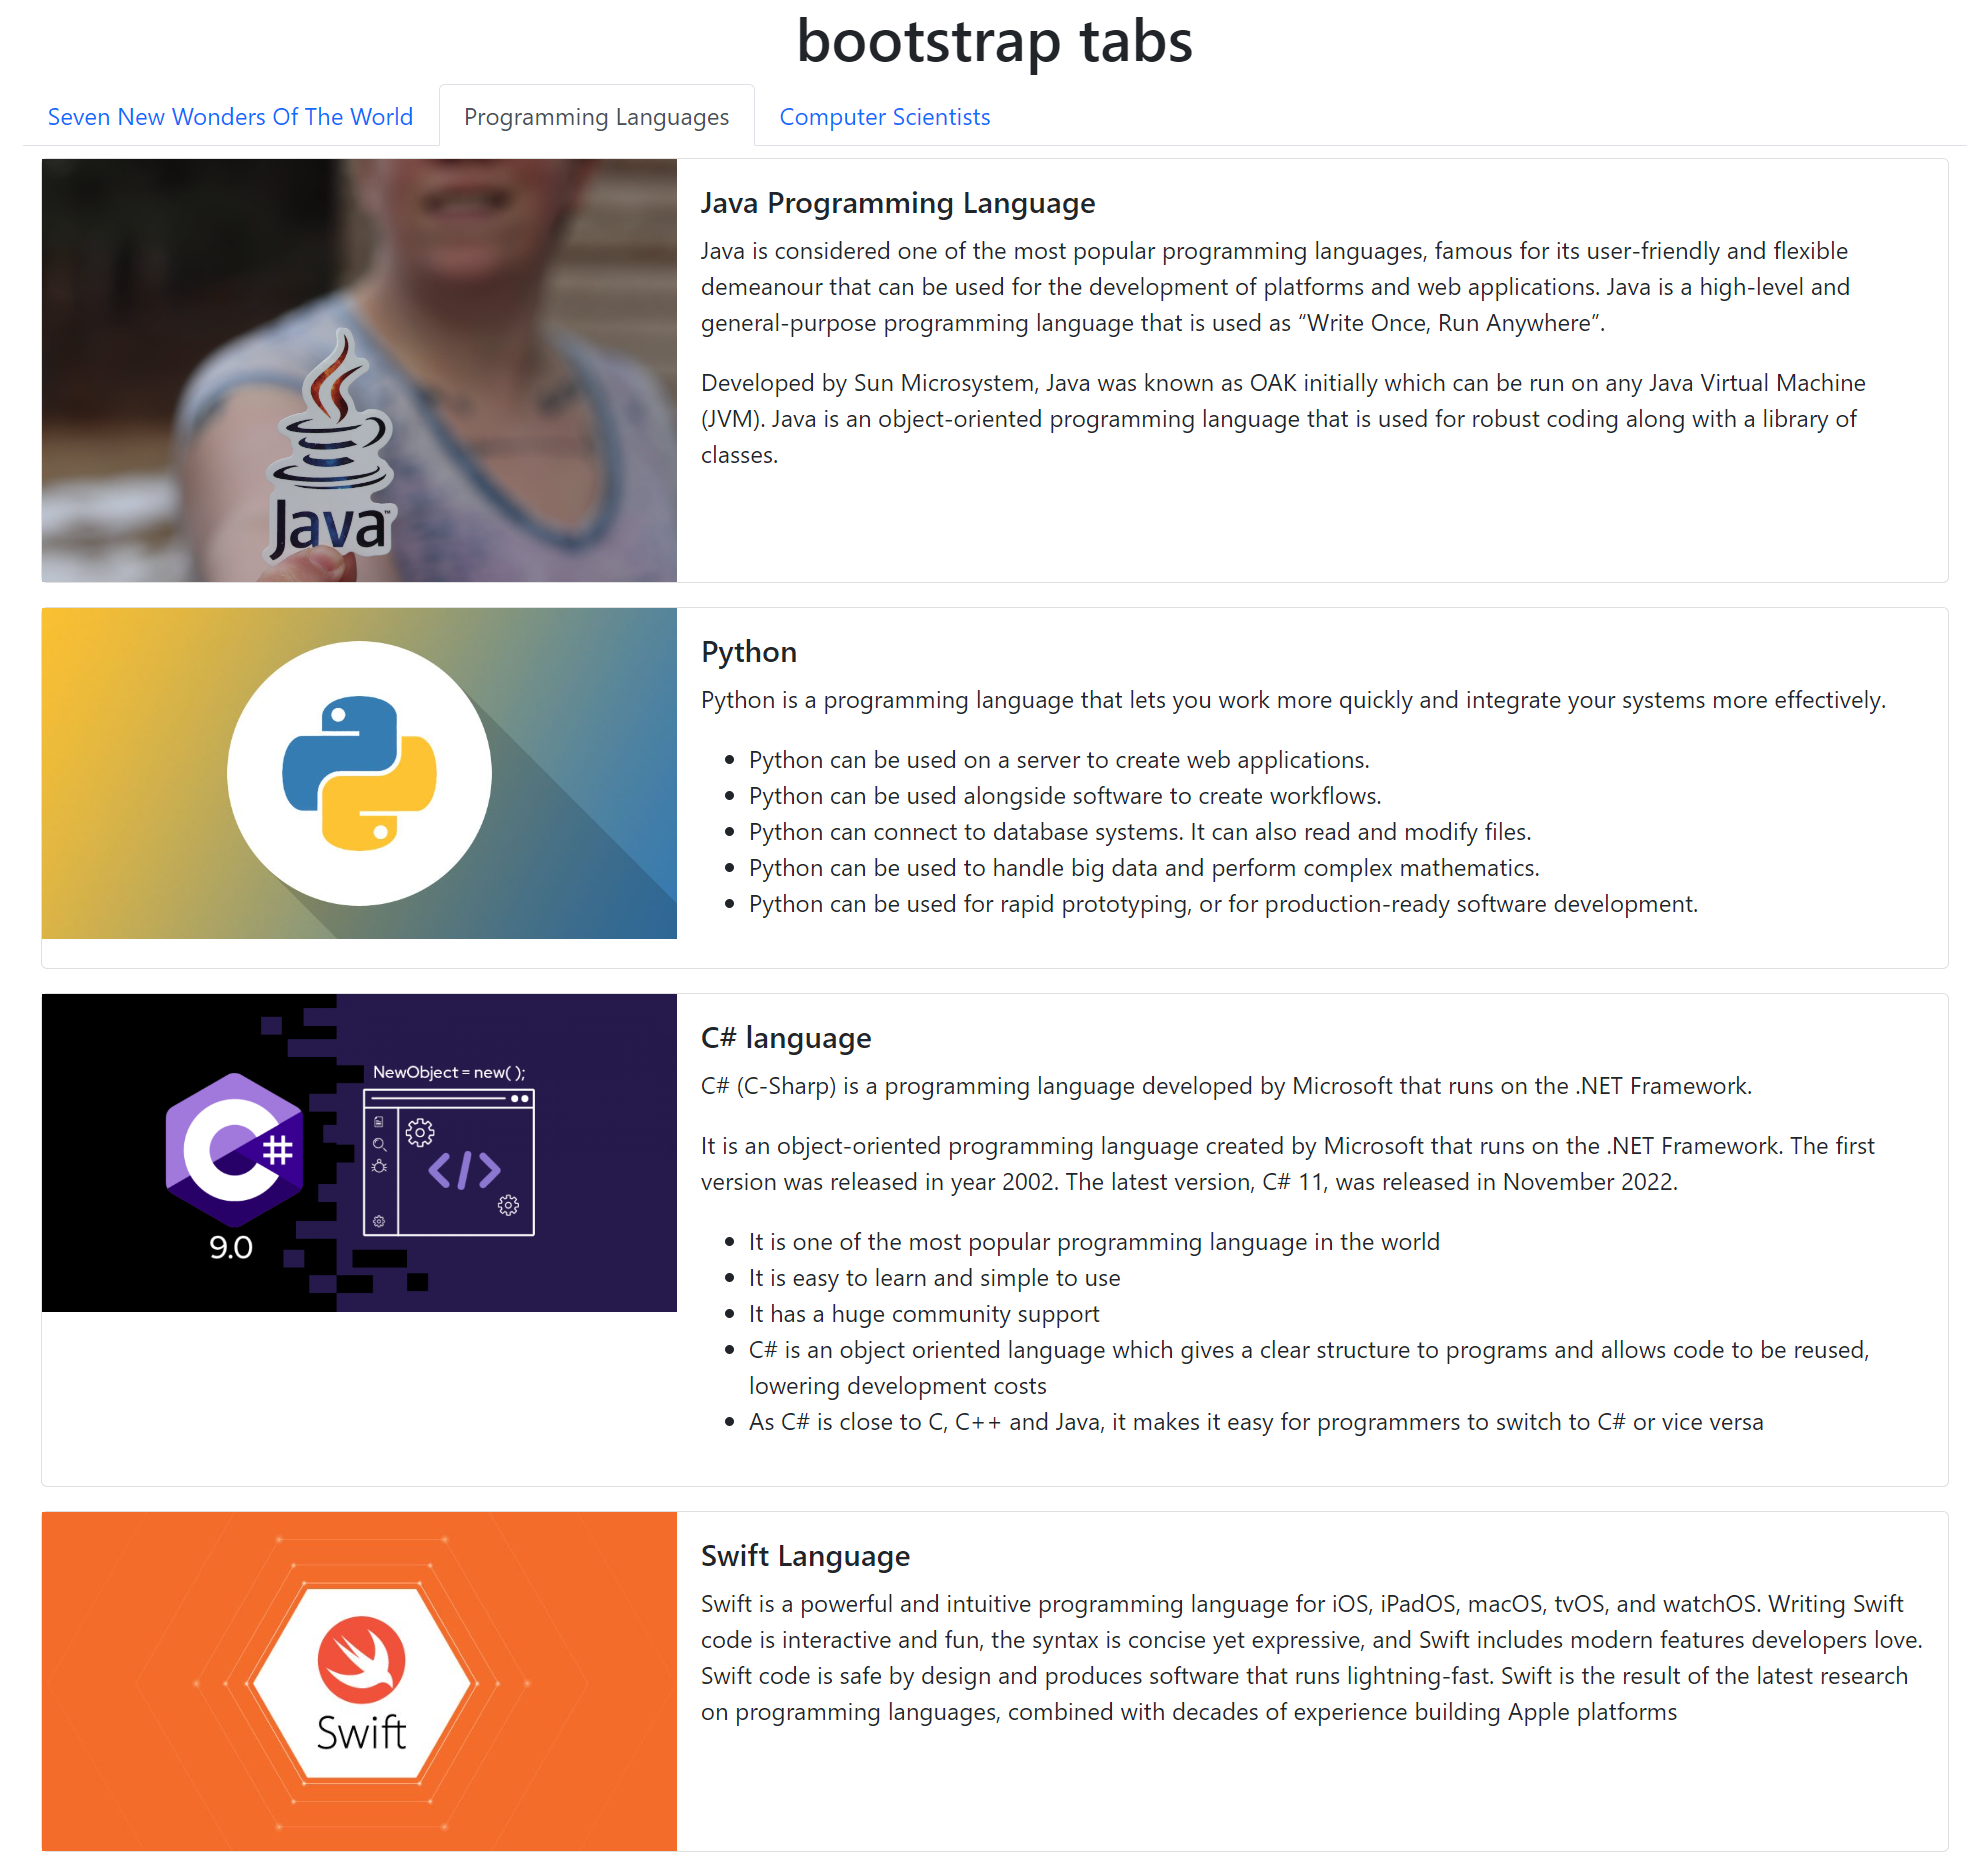 bootstrap tabs
Seven New Wonders Of The World
Programming Languages
Computer Scientists
Java™
Java Programming Language
Java is considered one of the most popular programming languages, famous for its user-friendly and flexible
demeanour that can be used for the development of platforms and web applications. Java is a high-level and
general-purpose programming language that is used as “Write Once, Run Anywhere”.
Developed by Sun Microsystem, Java was known as OAK initially which can be run on any Java Virtual Machine
(JVM). Java is an object-oriented programming language that is used for robust coding along with a library of
classes.
Python
Python is a programming language that lets you work more quickly and integrate your systems more effectively.
• Python can be used on a server to create web applications.
• Python can be used alongside software to create workflows.
• Python can connect to database systems. It can also read and modify files.
• Python can be used to handle big data and perform complex mathematics.
• Python can be used for rapid prototyping, or for production-ready software development.
NewObject = new( );
C#
</>
9.0
C# language
C# (C-Sharp) is a programming language developed by Microsoft that runs on the .NET Framework.
It is an object-oriented programming language created by Microsoft that runs on the .NET Framework. The first
version was released in year 2002. The latest version, C# 11, was released in November 2022.
• It is one of the most popular programming language in the world
• It is easy to learn and simple to use
• It has a huge community support
• C# is an object oriented language which gives a clear structure to programs and allows code to be reused,
lowering development costs
• As C# is close to C, C++ and Java, it makes it easy for programmers to switch to C# or vice versa
Swift
Swift Language
Swift is a powerful and intuitive programming language for iOS, iPadOS, macOS, tvOS, and watchOS. Writing Swift
code is interactive and fun, the syntax is concise yet expressive, and Swift includes modern features developers love.
Swift code is safe by design and produces software that runs lightning-fast. Swift is the result of the latest research
on programming languages, combined with decades of experience building Apple platforms